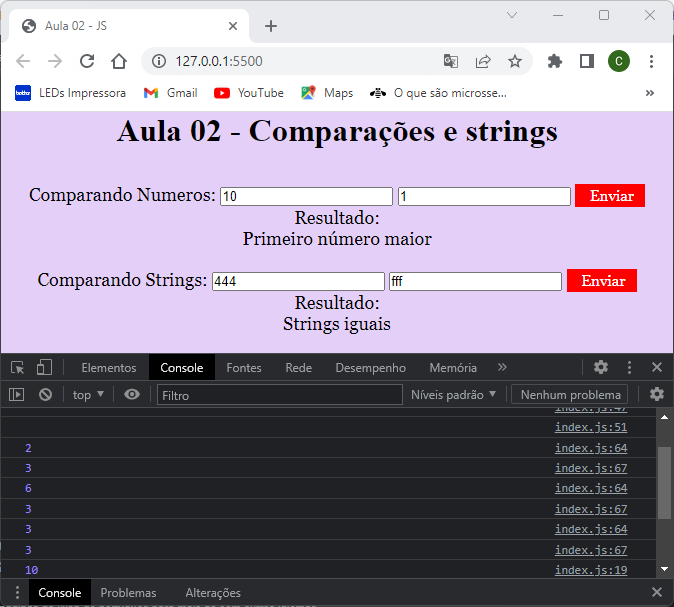 Aula 02 - JS
127.0.0.1:5500
C
brother LEDs Impressora Gmail YouTube Maps O que são microsse... »
Aula 02 - Comparações e strings
Comparando Numeros: 10 1 Enviar
Resultado:
Primeiro número maior
Comparando Strings: 444 fff Enviar
Resultado:
Strings iguais
Elementos Console Fontes Rede Desempenho Memória »
top ▼ Filtro Níveis padrão ▼ Nenhum problema
index.js:47
index.js:51
2 index.js:64
3 index.js:67
6 index.js:64
3 index.js:67
3 index.js:64
3 index.js:67
10 index.js:19
Console Problemas Alterações